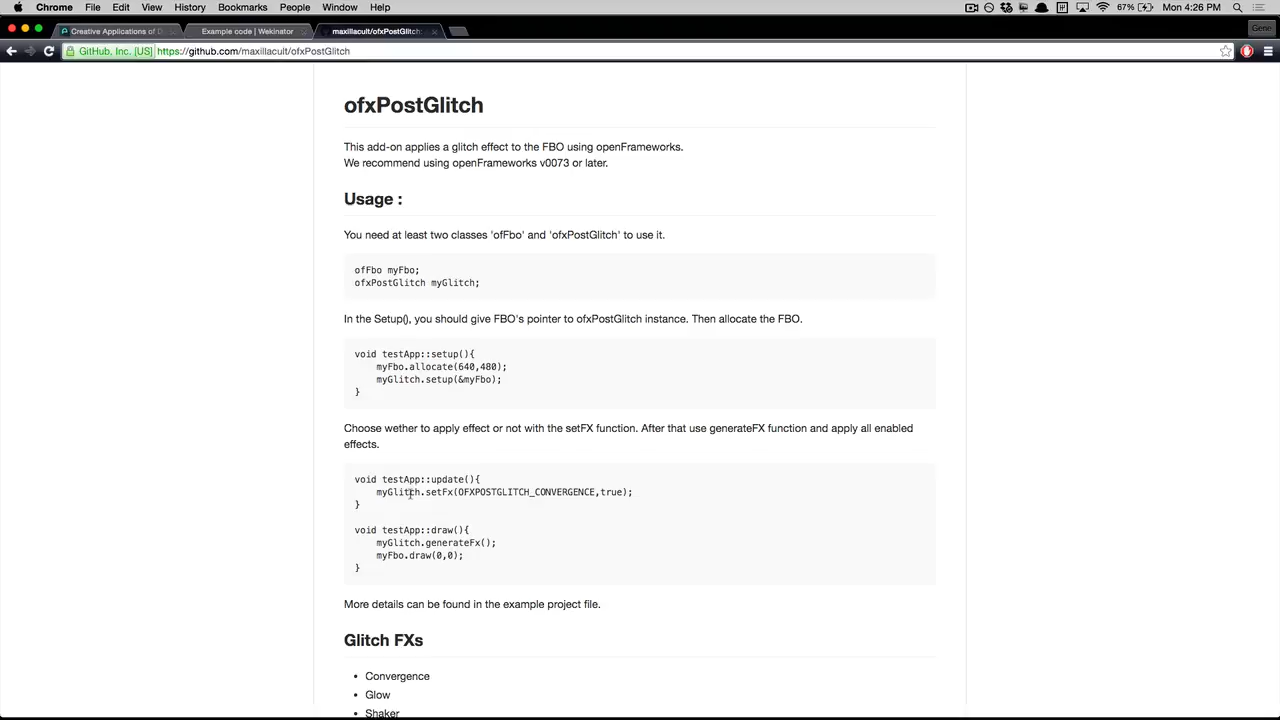 Chrome File Edit View History Bookmarks People Window Help 67% Mon 4:26 PM
Creative Applications of D Example code | Wekinator maxillacult/ofxPostGlitch: Gene
GitHub, Inc. [US] https://github.com/maxillacult/ofxPostGlitch
ofxPostGlitch
This add-on applies a glitch effect to the FBO using openFrameworks.
We recommend using openFrameworks v0073 or later.
Usage :
You need at least two classes 'ofFbo' and 'ofxPostGlitch' to use it.
ofFbo myFbo;
ofxPostGlitch myGlitch;
In the Setup(), you should give FBO's pointer to ofxPostGlitch instance. Then allocate the FBO.
void testApp::setup(){
myFbo.allocate(640,480);
myGlitch.setup(&myFbo);
}
Choose wether to apply effect or not with the setFX function. After that use generateFX function and apply all enabled
effects.
void testApp::update(){
myGlitch.setFx(OFXPOSTGLITCH_CONVERGENCE,true);
}
void testApp::draw(){
myGlitch.generateFx();
myFbo.draw(0,0);
}
More details can be found in the example project file.
Glitch FXs
• Convergence
• Glow
• Shaker